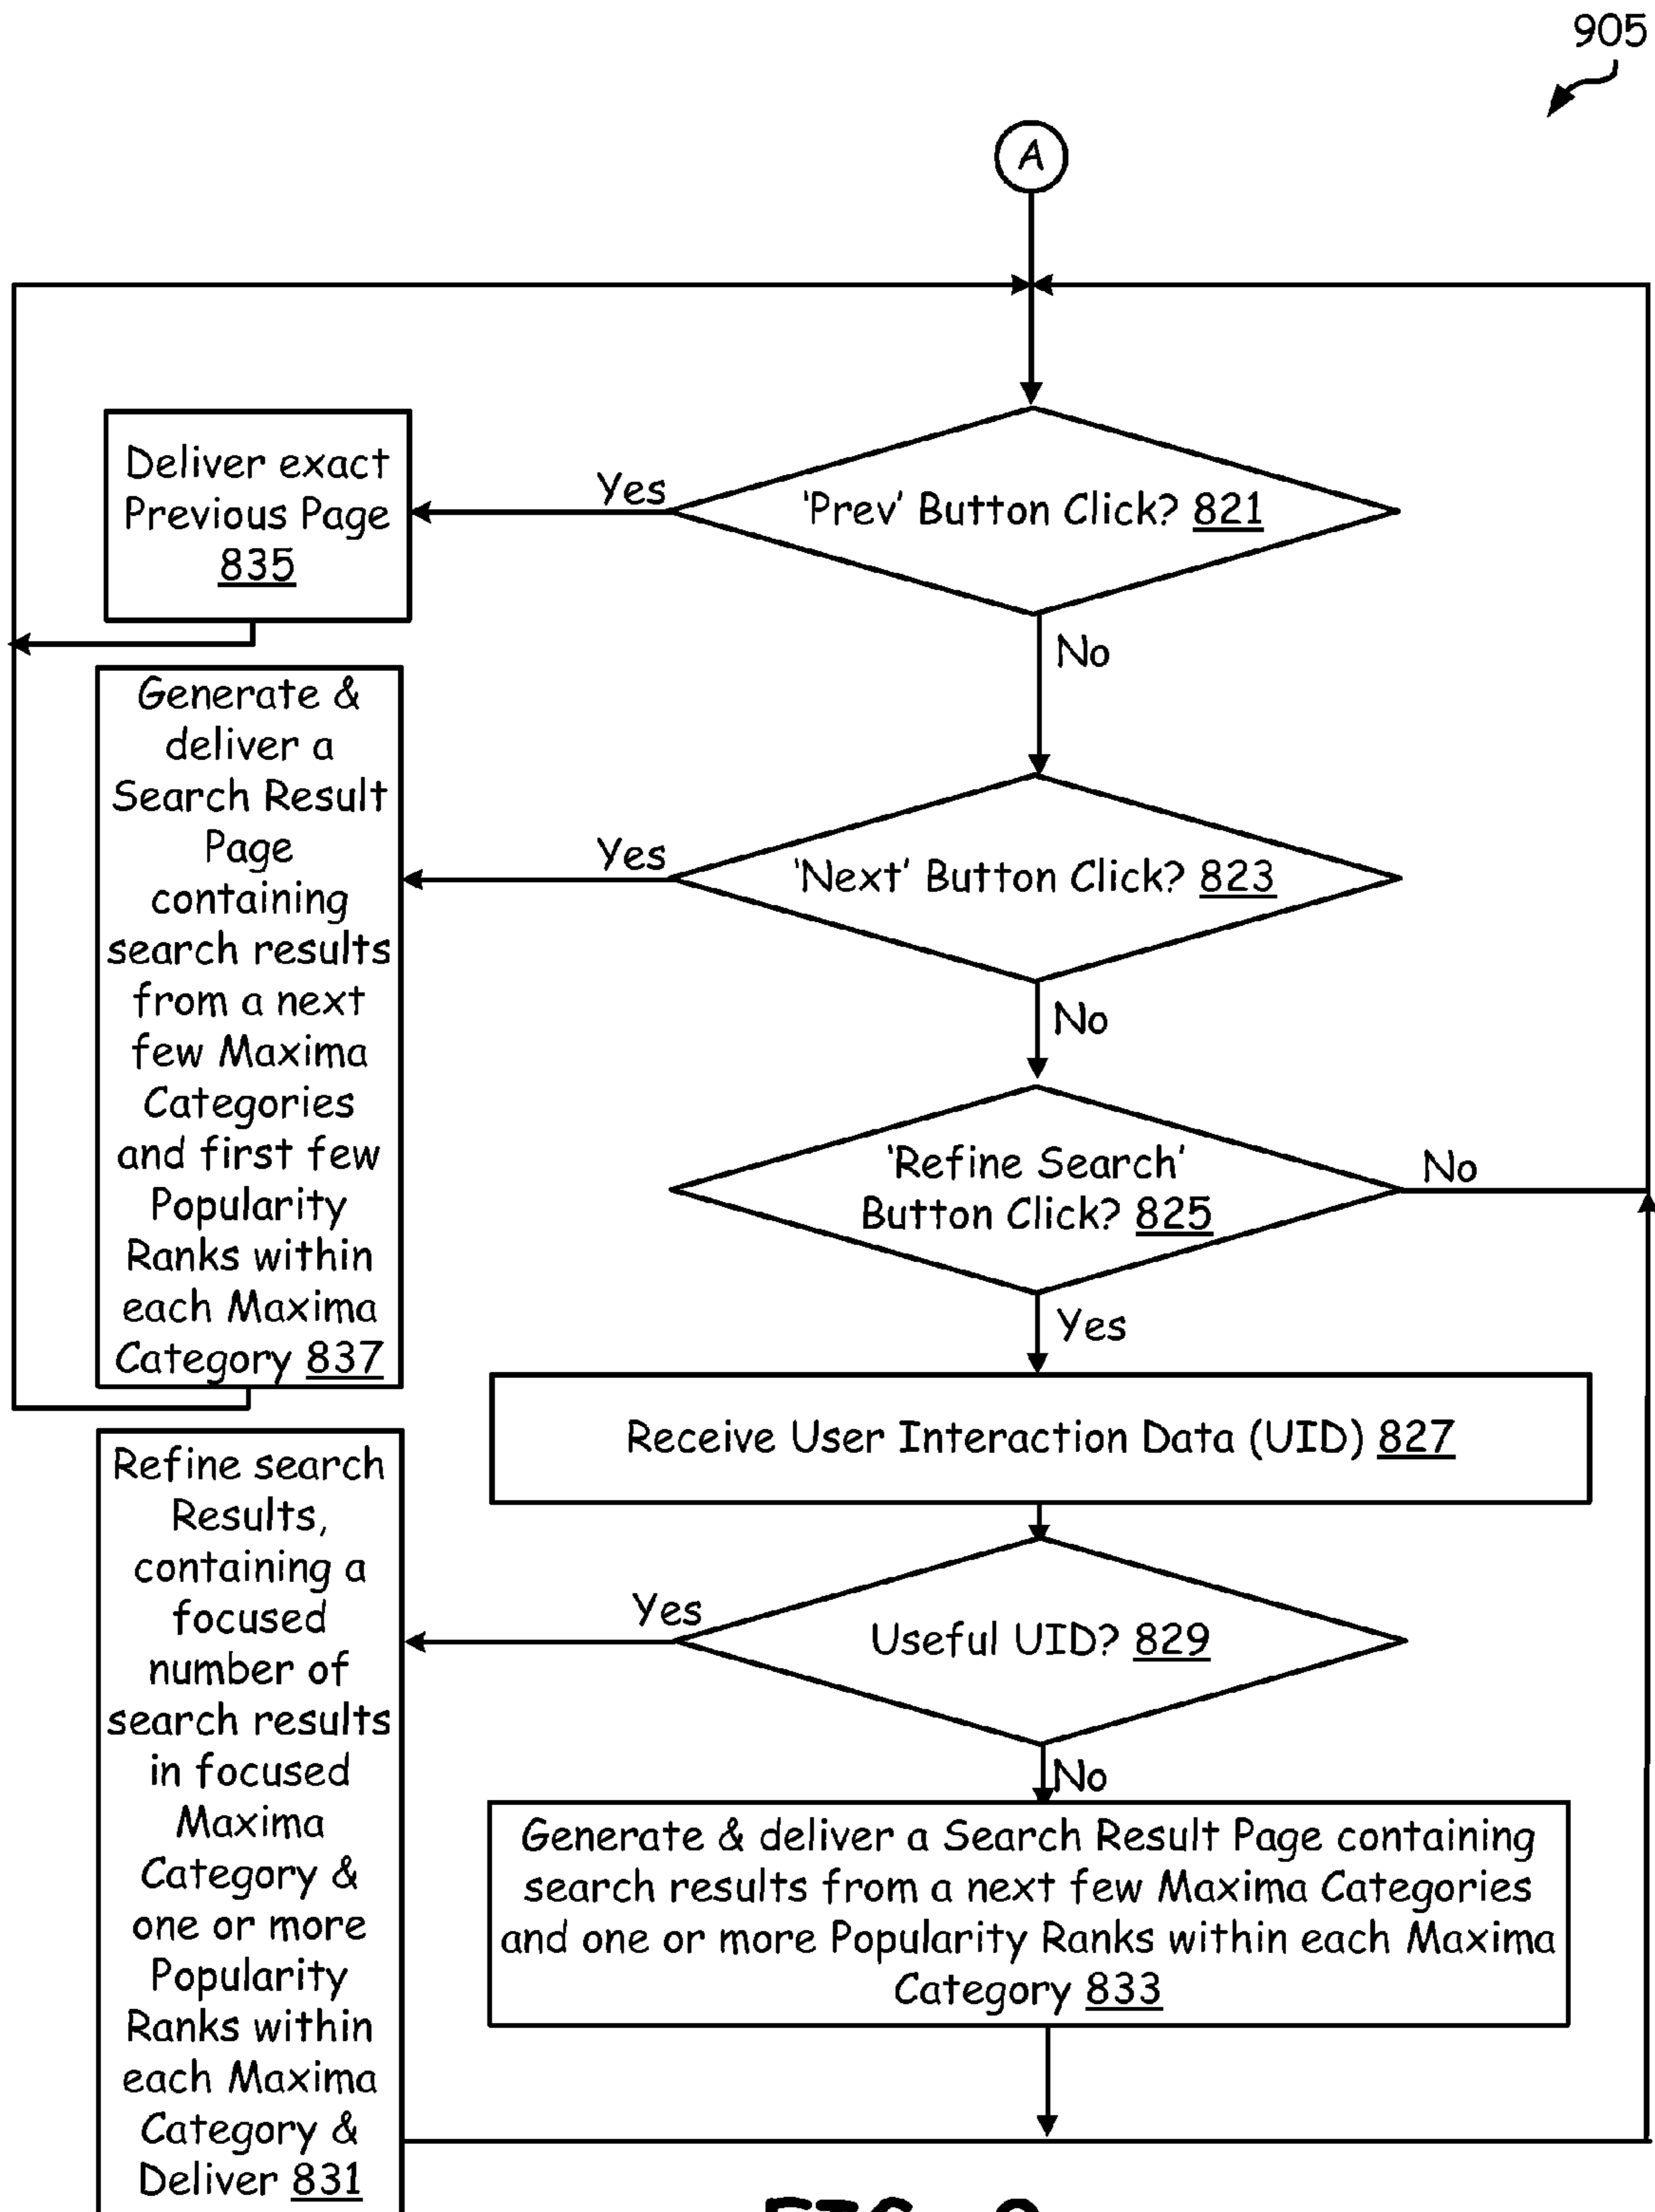 905
A
'Prev' Button Click? 821
Yes
Deliver exact
Previous Page
835
No
'Next' Button Click? 823
Yes
Generate &
deliver a
Search Result
Page
containing
search results
from a next
few Maxima
Categories
and first few
Popularity
Ranks within
each Maxima
Category 837
No
'Refine Search'
Button Click? 825
No
Yes
Receive User Interaction Data (UID) 827
Useful UID? 829
Yes
Refine search
Results,
containing a
focused
number of
search results
in focused
Maxima
Category &
one or more
Popularity
Ranks within
each Maxima
Category &
Deliver 831
No
Generate & deliver a Search Result Page containing
search results from a next few Maxima Categories
and one or more Popularity Ranks within each Maxima
Category 833